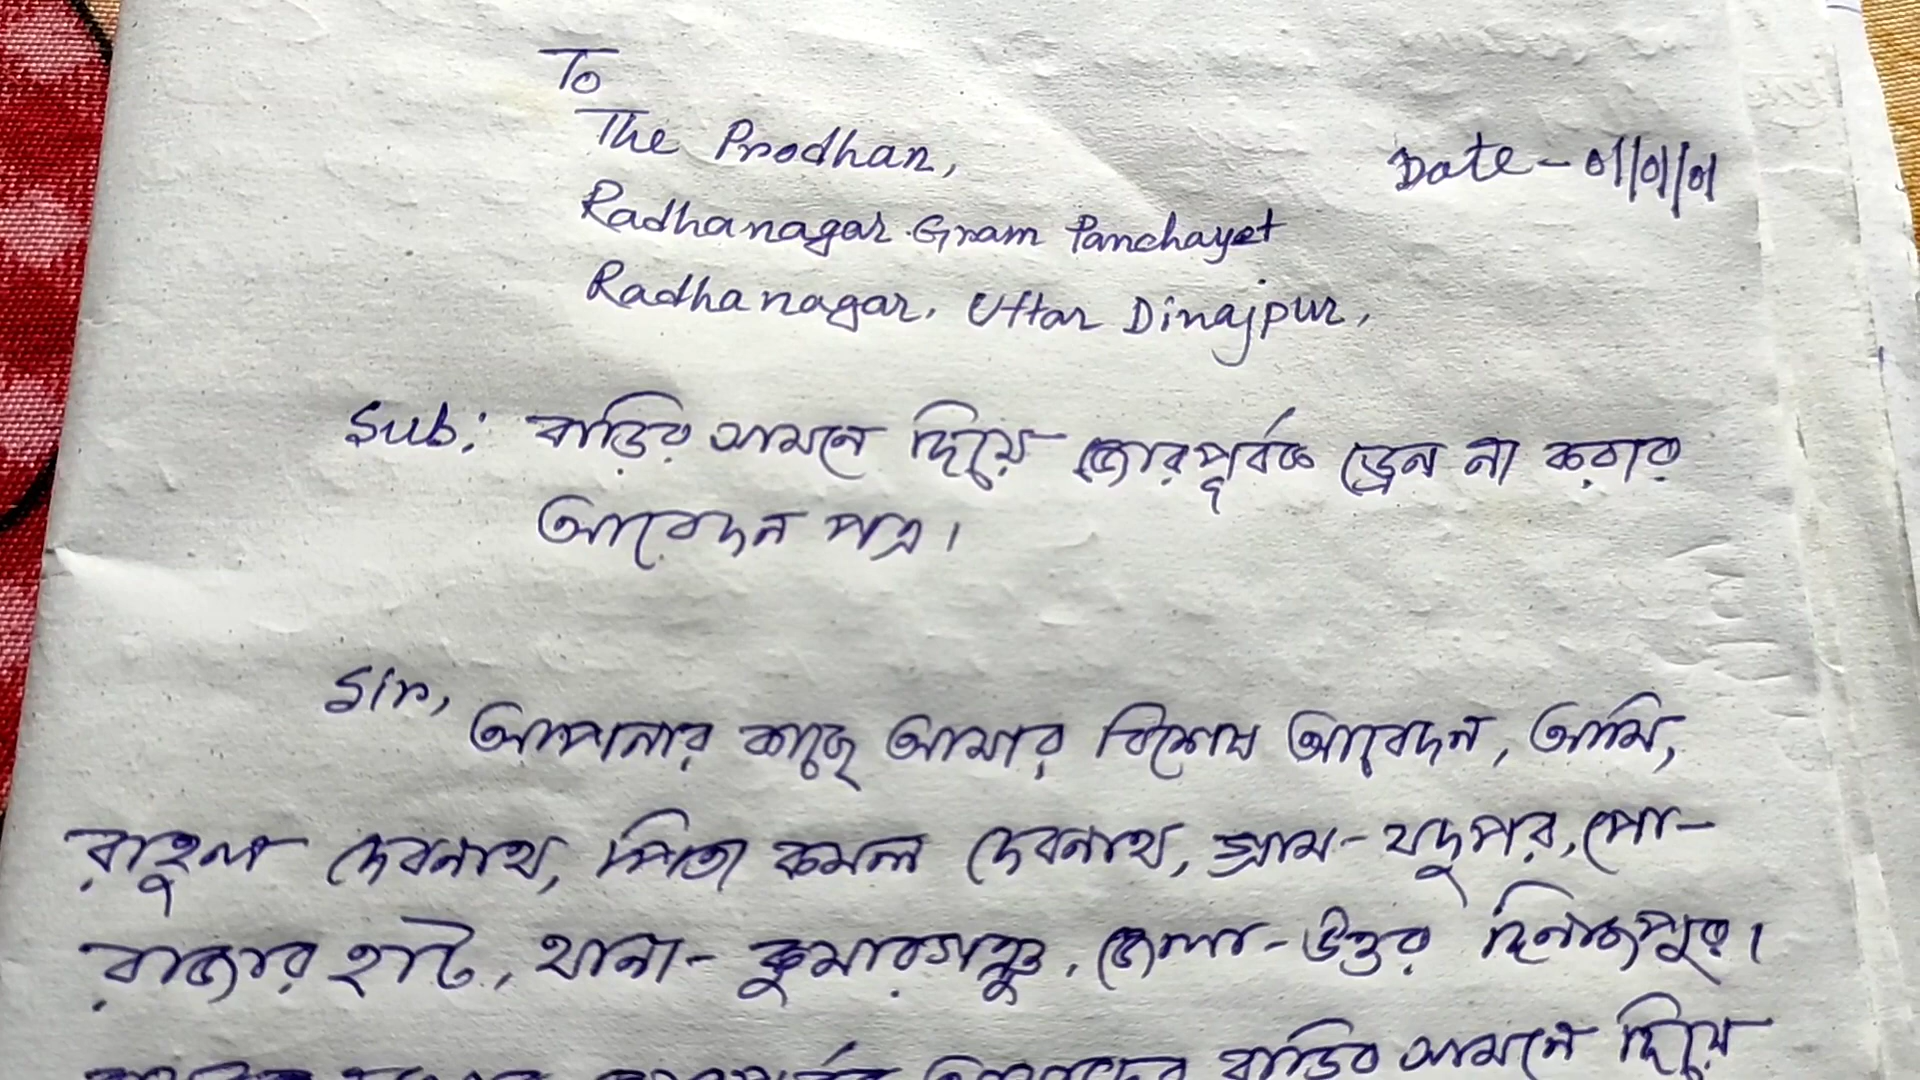 To
The Prodhan,
Date - 01/01/01
Radhanagar Gram Panchayet
Radhanagar, Uttar Dinajpur,
Sub: বাড়ির সামনে দিয়ে জোরপূর্বক ড্রেন না করার
আবেদন পত্র।
Sir,
আপনার কাছে আমার বিশেষ আবেদন, আমি,
রাহুল দেবনাথ, পিতা কমল দেবনাথ, গ্রাম - যদুপর, পো -
রাজার হাট, থানা - কুমারগঞ্জ, জেলা - উত্তর দিনাজপুর।
বাড়ির সামনে দিয়ে